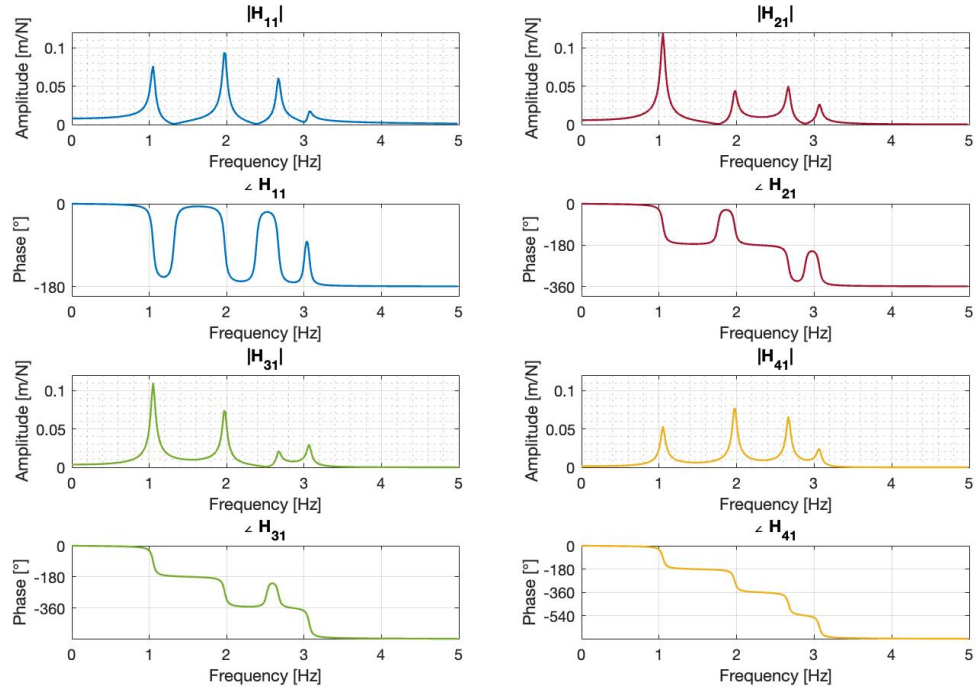 |H11|
Amplitude [m/N]
0.1
0.05
0
0 1 2 3 4 5
Frequency [Hz]
|H21|
Amplitude [m/N]
0.1
0.05
0
0 1 2 3 4 5
Frequency [Hz]
∠ H11
Phase [°]
0
-180
0 1 2 3 4 5
Frequency [Hz]
∠ H21
Phase [°]
0
-180
-360
0 1 2 3 4 5
Frequency [Hz]
|H31|
Amplitude [m/N]
0.1
0.05
0
0 1 2 3 4 5
Frequency [Hz]
|H41|
Amplitude [m/N]
0.1
0.05
0
0 1 2 3 4 5
Frequency [Hz]
∠ H31
Phase [°]
0
-180
-360
0 1 2 3 4 5
Frequency [Hz]
∠ H41
Phase [°]
0
-180
-360
-540
0 1 2 3 4 5
Frequency [Hz]